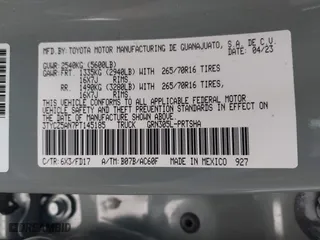 MFD. BY: TOYOTA MOTOR MANUFACTURING DE GUANAJUATO, S.A. DE C.V.
04/23
GVWR: 2540KG (5600LB)
GAWR: FRT. 1335KG (2940LB) WITH 265/70R16 TIRES
16X7J RIMS
RR. 1490KG (3280LB) WITH 265/70R16 TIRES
16X7J RIMS
THIS VEHICLE CONFORMS TO ALL APPLICABLE FEDERAL MOTOR
VEHICLE SAFETY AND THEFT PREVENTION STANDARDS IN EFFECT
ON THE DATE OF MANUFACTURE SHOWN ABOVE.
3TYCZ5AN7PT145185 TRUCK GRN305L-PRTSHA
C/TR: 6X3/FD17 A/TM: B07B/AC60F MADE IN MEXICO 927